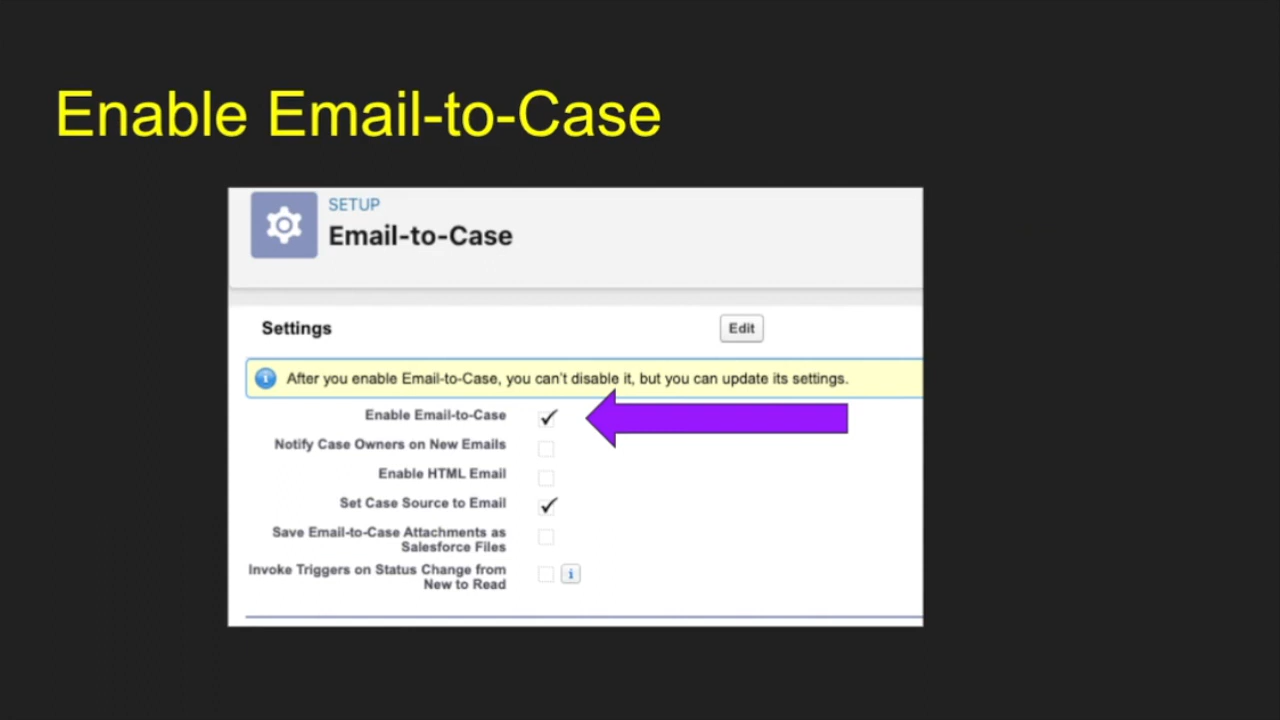 Enable Email-to-Case
SETUP
Email-to-Case
Settings
Edit
After you enable Email-to-Case, you can't disable it, but you can update its settings.
Enable Email-to-Case
Notify Case Owners on New Emails
Enable HTML Email
Set Case Source to Email
Save Email-to-Case Attachments as
Salesforce Files
Invoke Triggers on Status Change from
New to Read